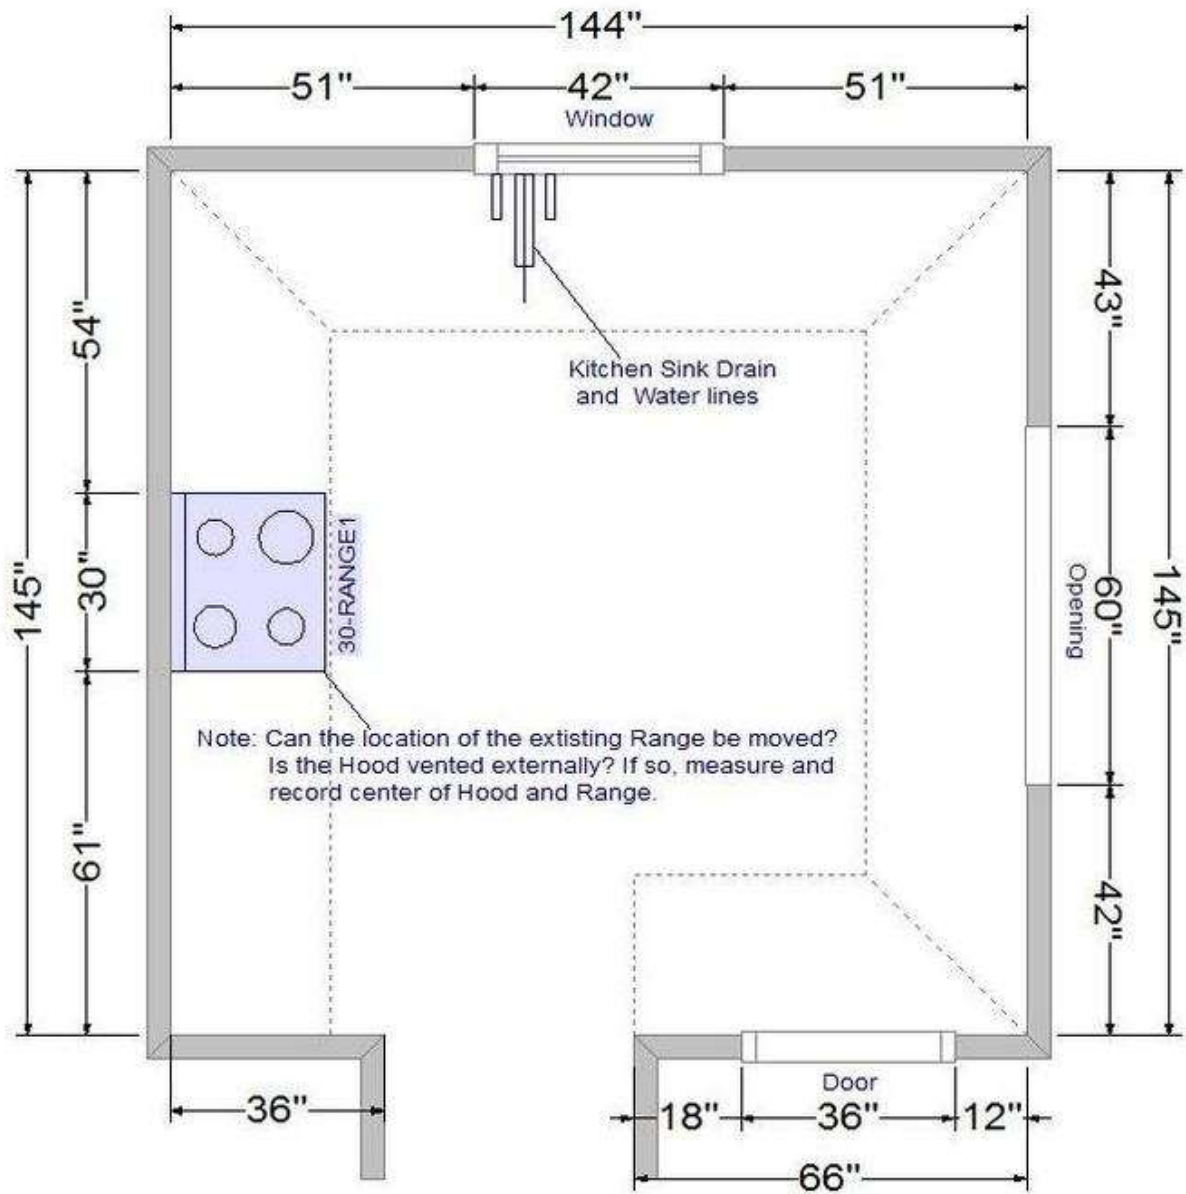 144"
51"
42"
51"
Window
54"
43"
Kitchen Sink Drain
and Water lines
145"
30"
30-RANGE1
Opening
60"
145"
Note: Can the location of the extisting Range be moved?
Is the Hood vented externally? If so, measure and
record center of Hood and Range.
61"
42"
Door
36"
18"
36"
12"
66"